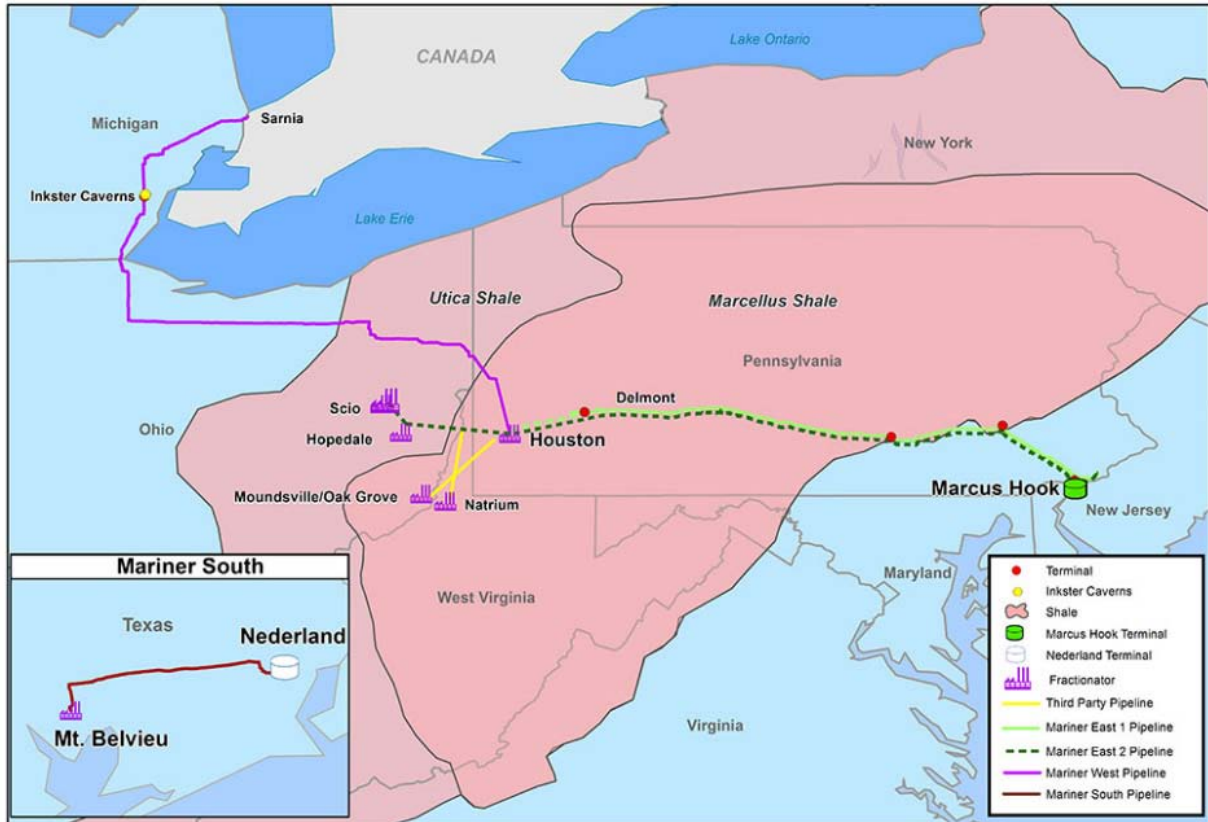 Lake Ontario
CANADA
Michigan
Sarnia
New York
Inkster Caverns
Lake Erie
Utica Shale
Marcellus Shale
Pennsylvania
Scio
Delmont
Ohio
Hopedale
Houston
Moundsville/Oak Grove
Natrium
Marcus Hook
New Jersey
Maryland
West Virginia
Virginia
Mariner South
Texas
Nederland
Mt. Belvieu
Terminal
Inkster Caverns
Shale
Marcus Hook Terminal
Nederland Terminal
Fractionator
Third Party Pipeline
Mariner East 1 Pipeline
Mariner East 2 Pipeline
Mariner West Pipeline
Mariner South Pipeline